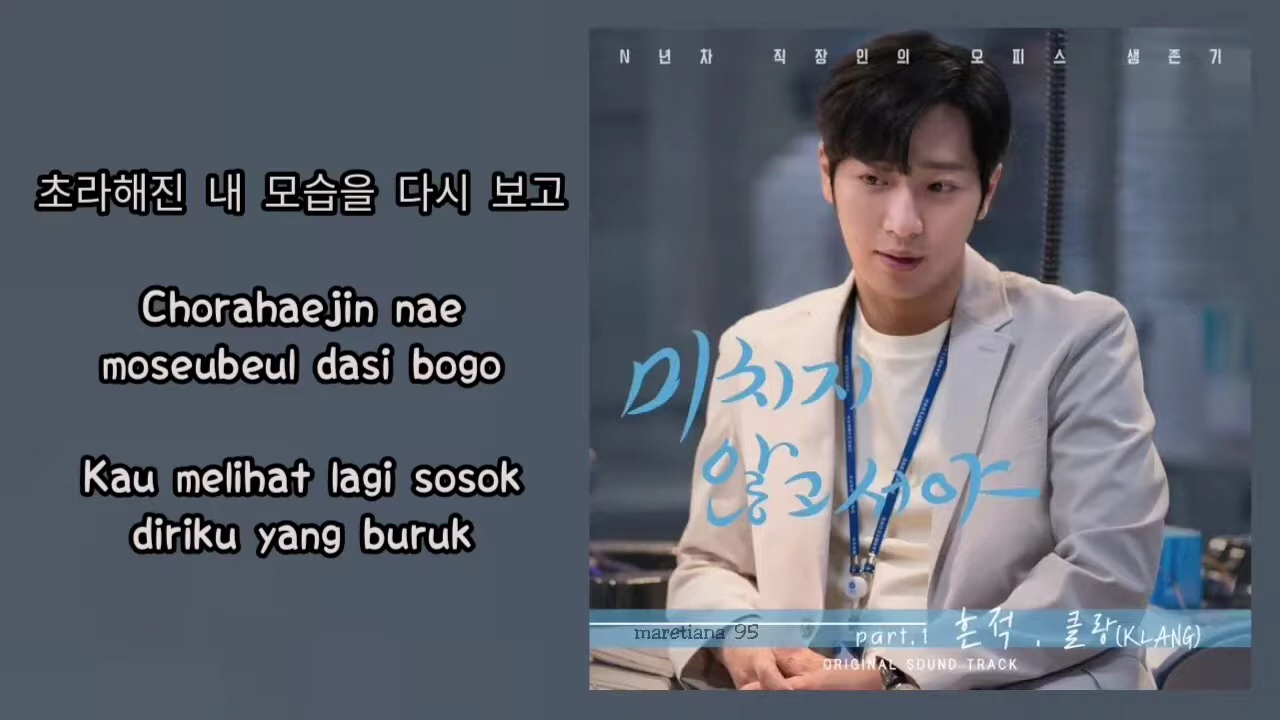 초라해진 내 모습을 다시 보고
Chorahaejin nae
moseubeul dasi bogo
Kau melihat lagi sosok
diriku yang buruk
N년차 직장인의 오피스 생존기
미치지
않고서야
maretiana 95
part.1 흔적 . 클랑(KLANG)
ORIGINAL SOUND TRACK